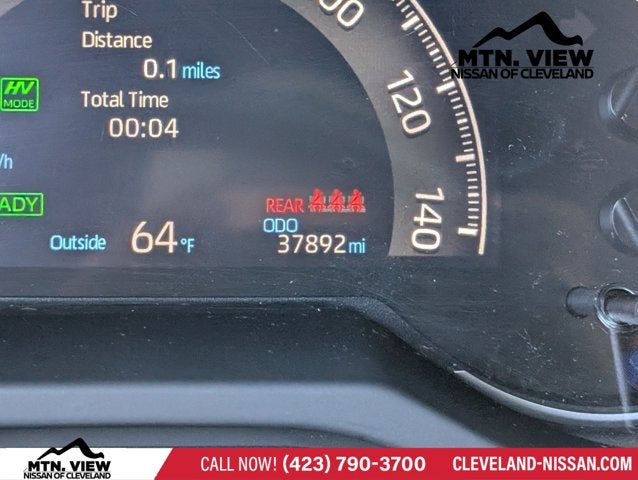 Trip
Distance
0.1 miles
Total Time
00:04
HV
MODE
/h
ADY
Outside 64 °F
REAR
ODO
37892 mi
00
120
140
MTN. VIEW
NISSAN OF CLEVELAND
MTN. VIEW
NISSAN OF CLEVELAND
CALL NOW! (423) 790-3700
CLEVELAND-NISSAN.COM